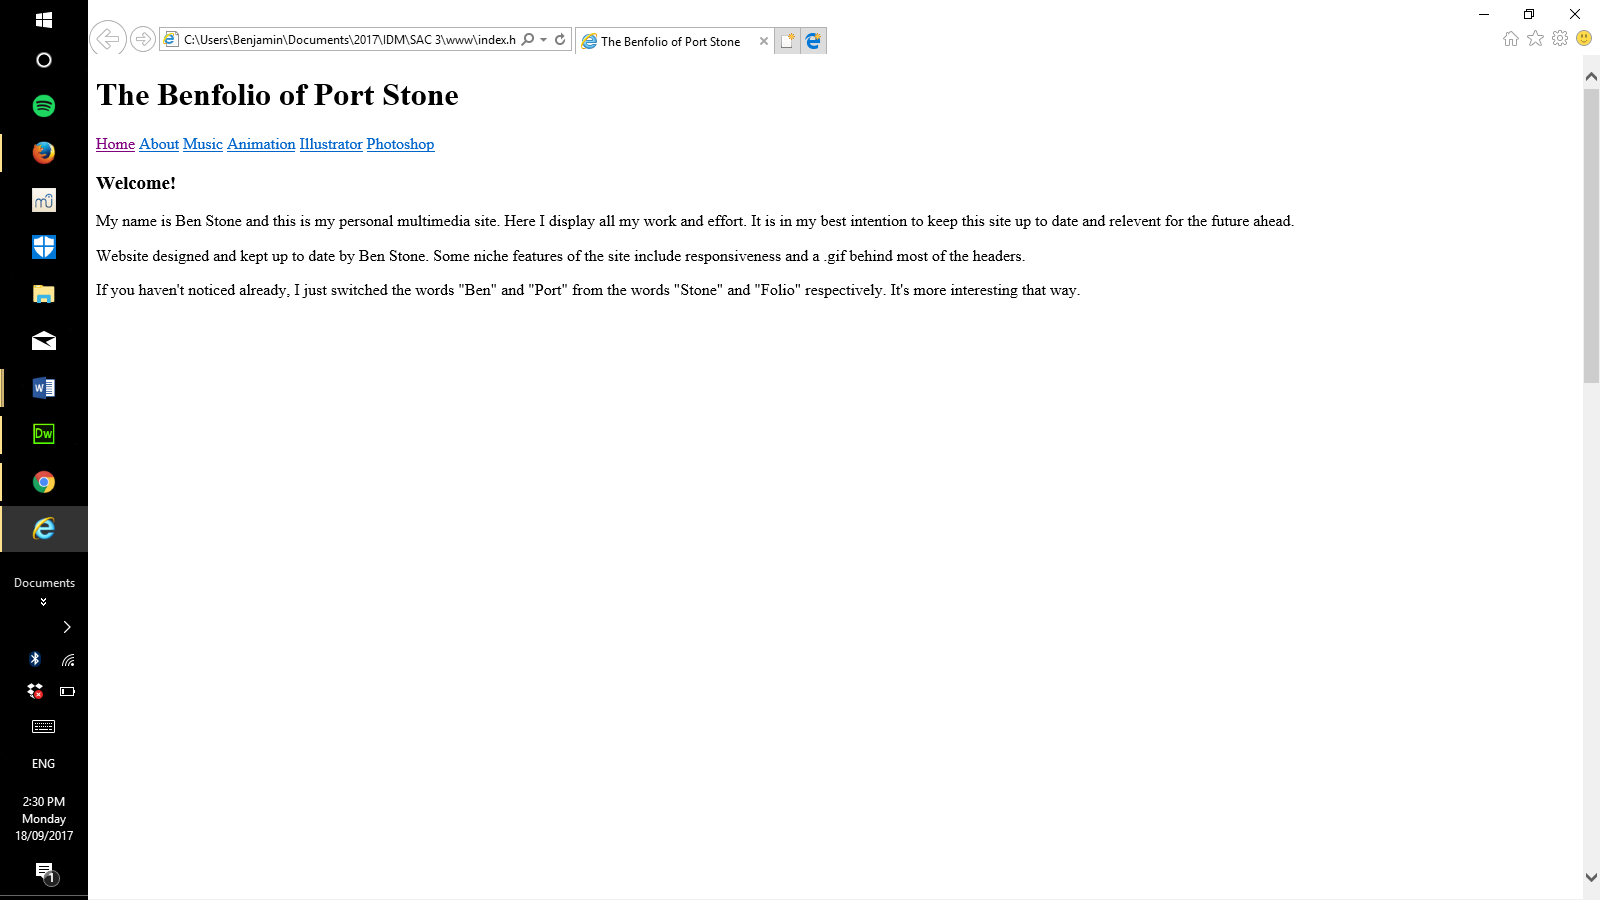 C:\Users\Benjamin\Documents\2017\IDM\SAC 3\www\index.h
The Benfolio of Port Stone
The Benfolio of Port Stone
Home About Music Animation Illustrator Photoshop
Welcome!
My name is Ben Stone and this is my personal multimedia site. Here I display all my work and effort. It is in my best intention to keep this site up to date and relevent for the future ahead.
Website designed and kept up to date by Ben Stone. Some niche features of the site include responsiveness and a .gif behind most of the headers.
If you haven't noticed already, I just switched the words "Ben" and "Port" from the words "Stone" and "Folio" respectively. It's more interesting that way.
mu
W
Dw
Documents
ENG
2:30 PM
Monday
18/09/2017
1